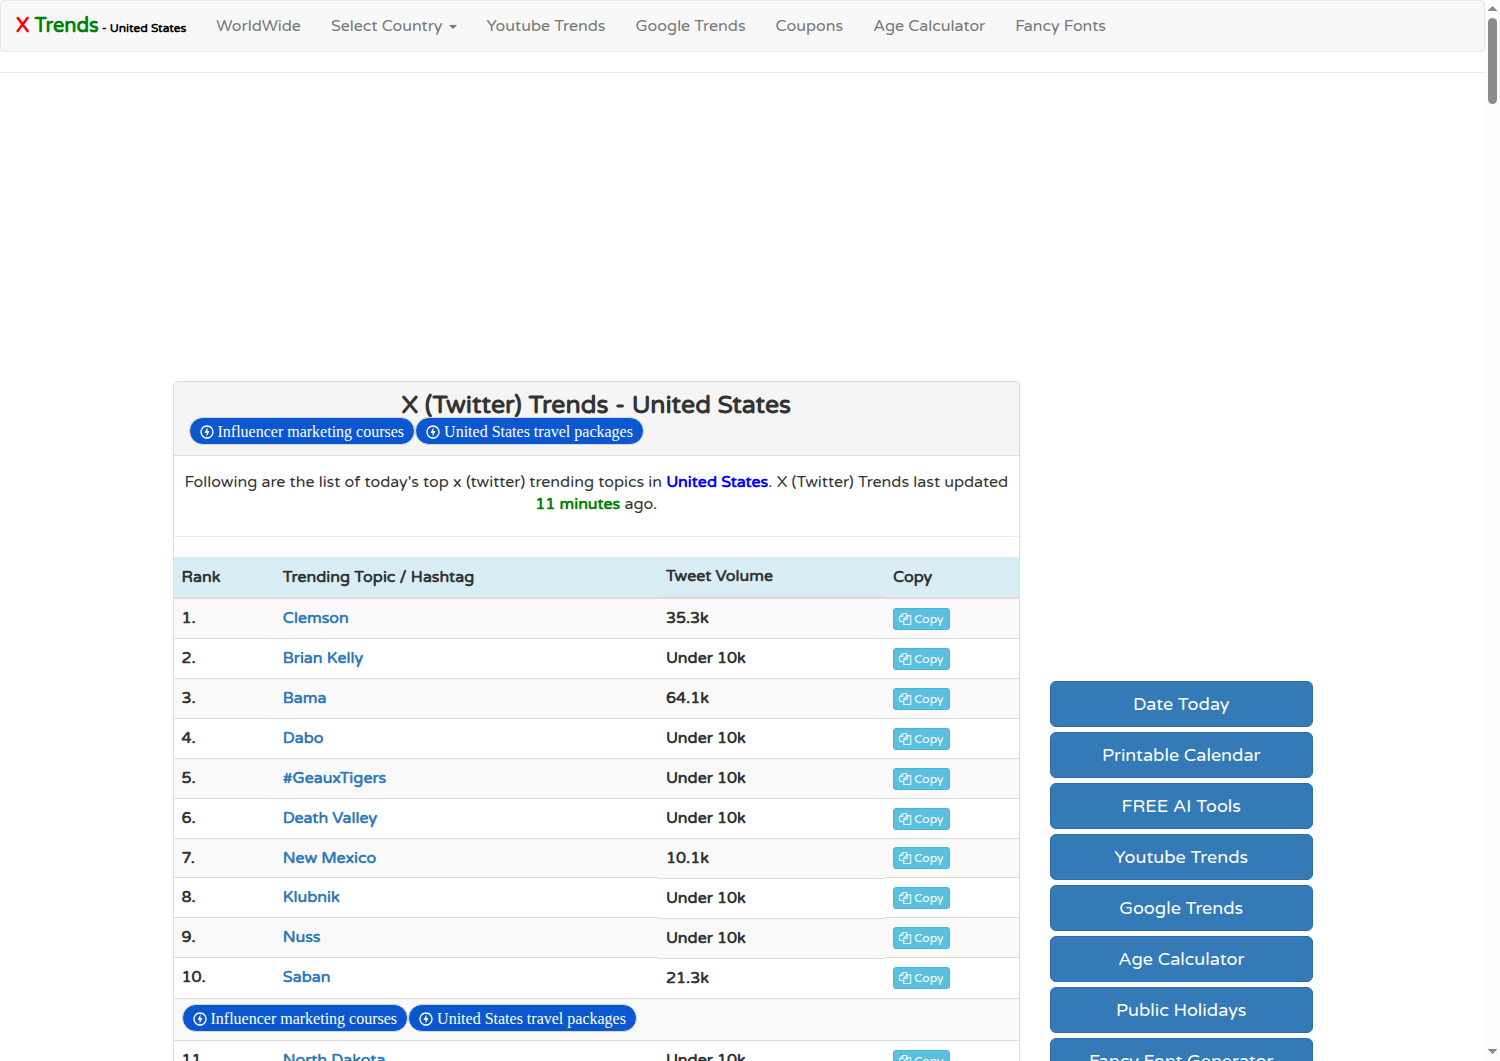 X Trends - United States WorldWide Select Country Youtube Trends Google Trends Coupons Age Calculator Fancy Fonts
X (Twitter) Trends - United States
Influencer marketing courses United States travel packages
Following are the list of today's top x (twitter) trending topics in United States. X (Twitter) Trends last updated
11 minutes ago.
Rank Trending Topic / Hashtag Tweet Volume Copy
1. Clemson 35.3k Copy
2. Brian Kelly Under 10k Copy
3. Bama 64.1k Copy
4. Dabo Under 10k Copy
5. #GeauxTigers Under 10k Copy
6. Death Valley Under 10k Copy
7. New Mexico 10.1k Copy
8. Klubnik Under 10k Copy
9. Nuss Under 10k Copy
10. Saban 21.3k Copy
Influencer marketing courses United States travel packages
11. North Dakota Under 10k Copy
Date Today
Printable Calendar
FREE AI Tools
Youtube Trends
Google Trends
Age Calculator
Public Holidays
Fancy Font Generator